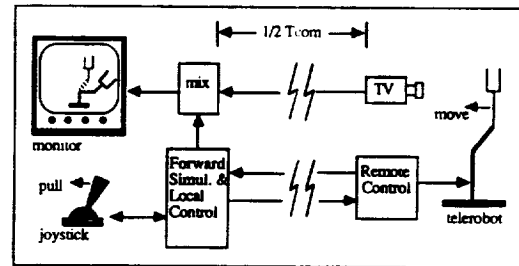 1/2 Tcom
mix
TV
move
monitor
pull
Forward
Simul. &
Local
Control
Remote
Control
joystick
telerobot